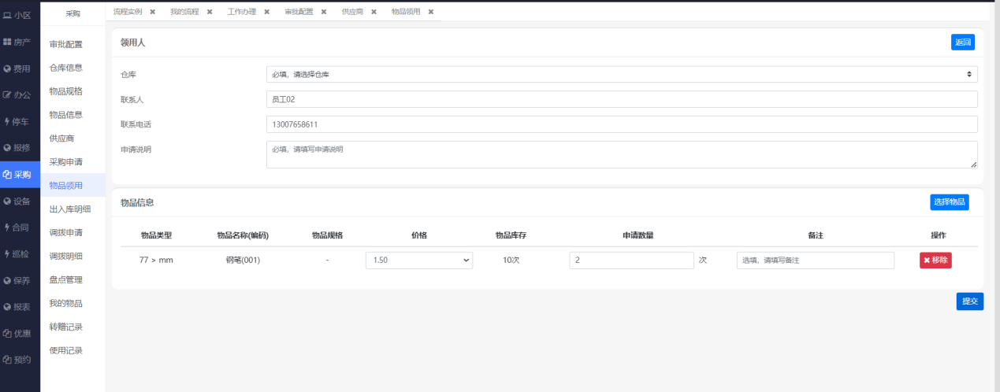 小区
房产
费用
办公
停车
报修
采购
设备
合同
巡检
保养
报表
优惠
预约
采购
审批配置
仓库信息
物品规格
物品信息
供应商
采购申请
物品领用
出入库明细
调拨申请
调拨明细
盘点管理
我的物品
转赠记录
使用记录
流程实例 ✖ 我的流程 ✖ 工作办理 ✖ 审批配置 ✖ 供应商 ✖ 物品领用 ✖
领用人 返回
仓库 必填，请选择仓库
联系人 员工02
联系电话 13007658611
申请说明 必填，请填写申请说明
物品信息 选择物品
物品类型 物品名称(编码) 物品规格 价格 物品库存 申请数量 备注 操作
77 > mm 钢笔(001) - 1.50 10次 2 次 选填，请填写备注 ✖移除
提交